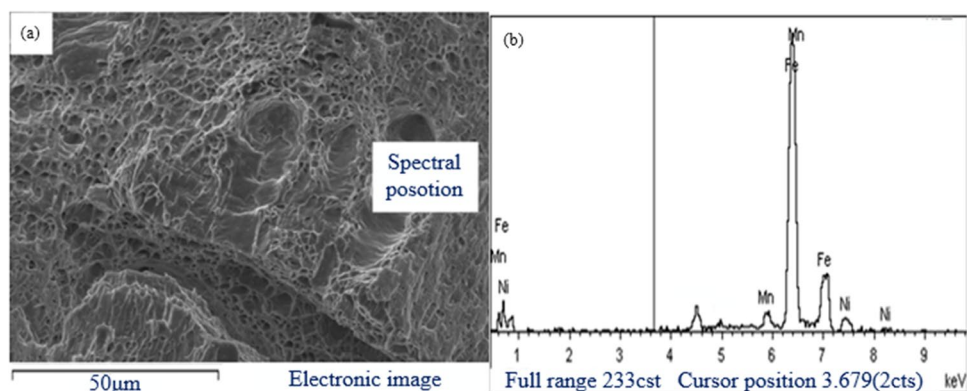 (a)
Spectral
posotion
50μm
Electronic image
(b)
Mn
Fe
Fe
Mn
Ni
Mn
Fe
Ni
Ni
1 2 3 4 5 6 7 8 9
keV
Full range 233cst Cursor position 3.679(2cts)